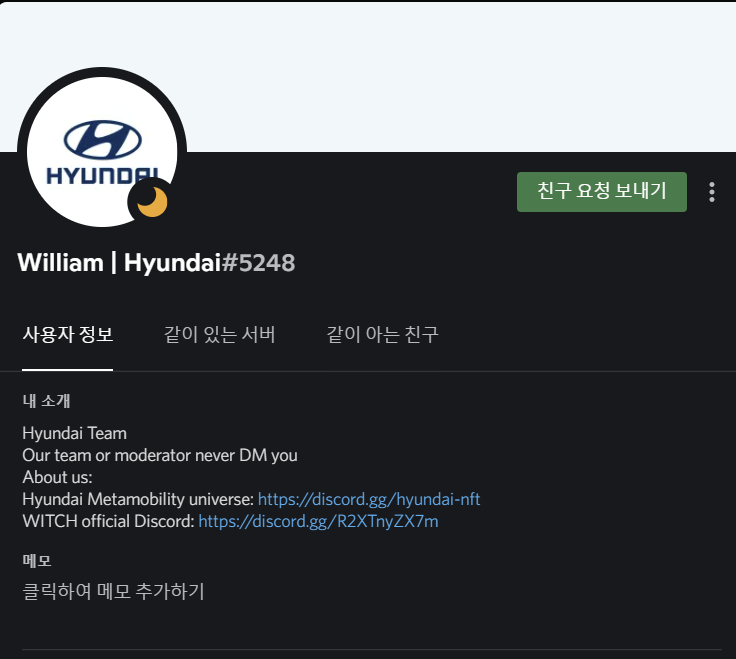 HYUNDAI
친구 요청 보내기
William | Hyundai#5248
사용자 정보
같이 있는 서버
같이 아는 친구
내 소개
Hyundai Team
Our team or moderator never DM you
About us:
Hyundai Metamobility universe: https://discord.gg/hyundai-nft
WITCH official Discord: https://discord.gg/R2XTnyZX7m
메모
클릭하여 메모 추가하기